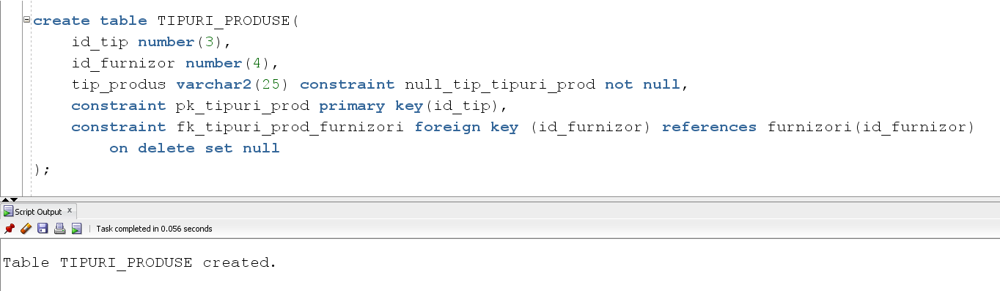 create table TIPURI_PRODUSE(
    id_tip number(3),
    id_furnizor number(4),
    tip_produs varchar2(25) constraint null_tip_tipuri_prod not null,
    constraint pk_tipuri_prod primary key(id_tip),
    constraint fk_tipuri_prod_furnizori foreign key (id_furnizor) references furnizori(id_furnizor)
        on delete set null
);
Script Output x
Task completed in 0.056 seconds
Table TIPURI_PRODUSE created.